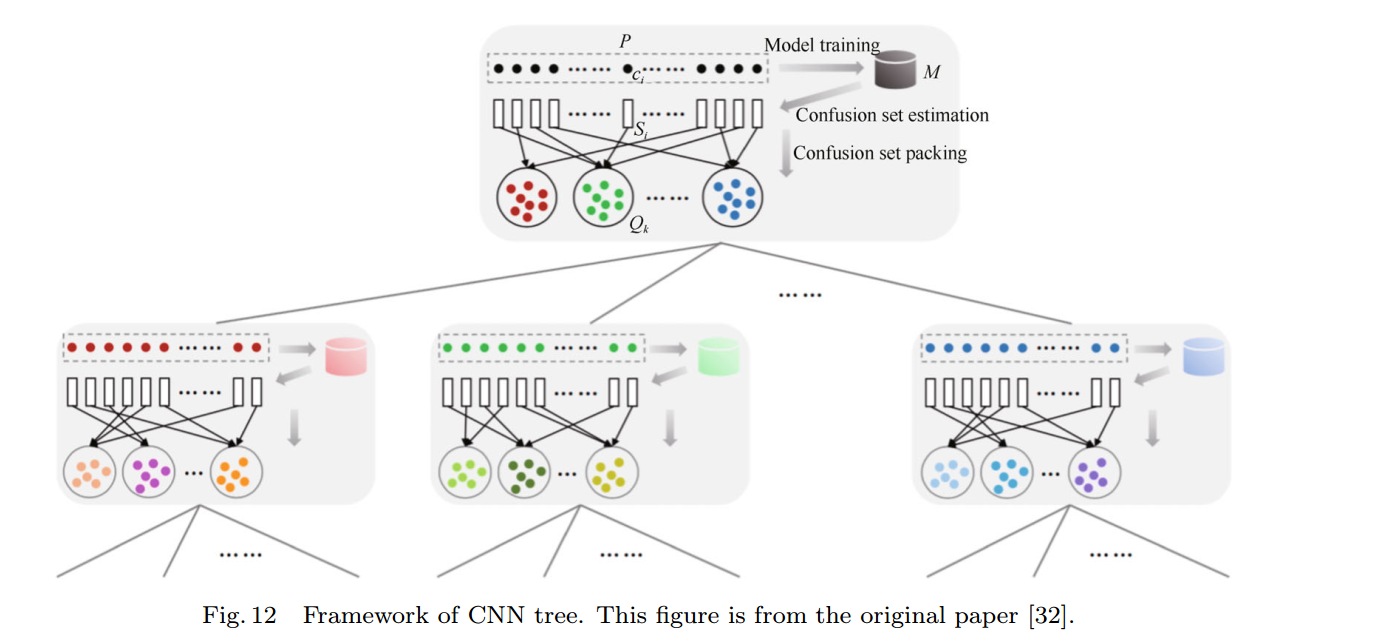 P
Model training
...... c_i ......
M
...... S_i ......
Confusion set estimation
Confusion set packing
......
Q_k
......
...... ...... ......
...... ...... ......
... ... ...
...... ...... ......
Fig. 12 Framework of CNN tree. This figure is from the original paper [32].